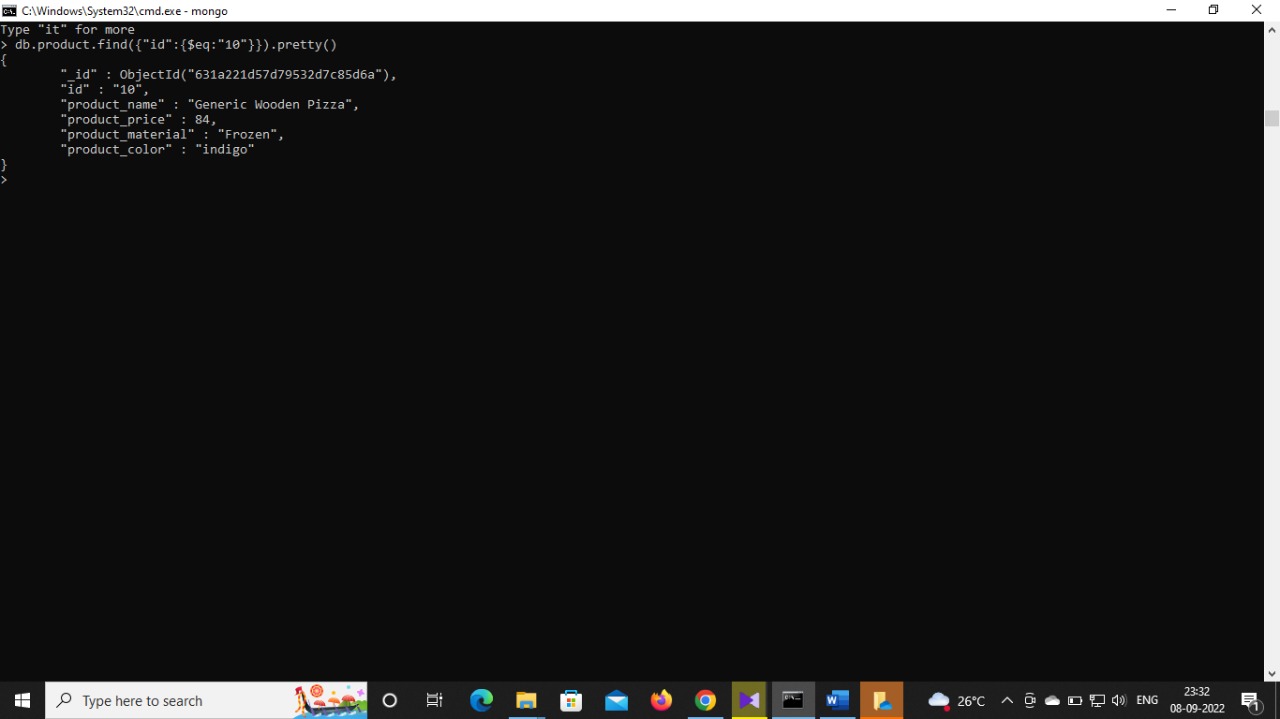 C:\Windows\System32\cmd.exe - mongo
Type "it" for more
> db.product.find({"id":{$eq:"10"}}).pretty()
{
        "_id" : ObjectId("631a221d57d79532d7c85d6a"),
        "id" : "10",
        "product_name" : "Generic Wooden Pizza",
        "product_price" : 84,
        "product_material" : "Frozen",
        "product_color" : "indigo"
}
>
Type here to search
26°C
ENG
23:32
08-09-2022
1